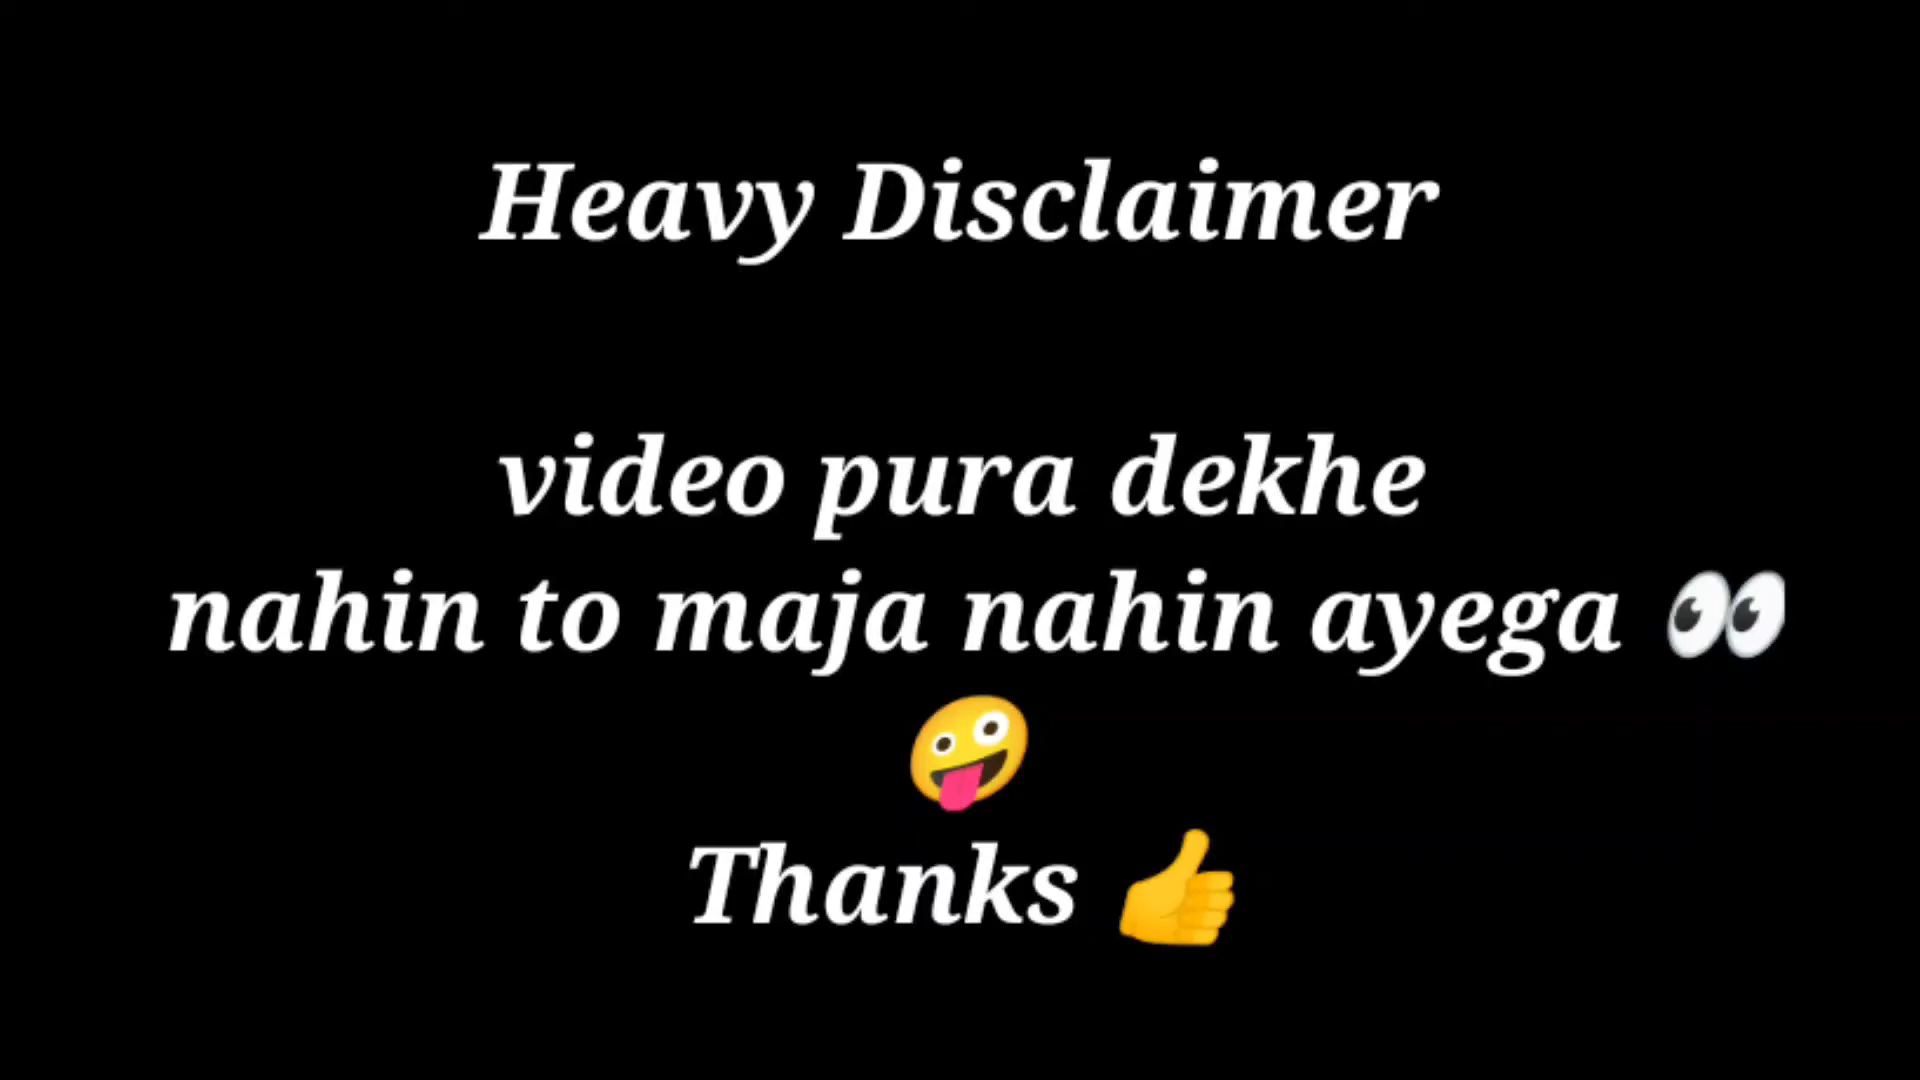 Heavy Disclaimer
video pura dekhe
nahin to maja nahin ayega 👀
🤪
Thanks 👍